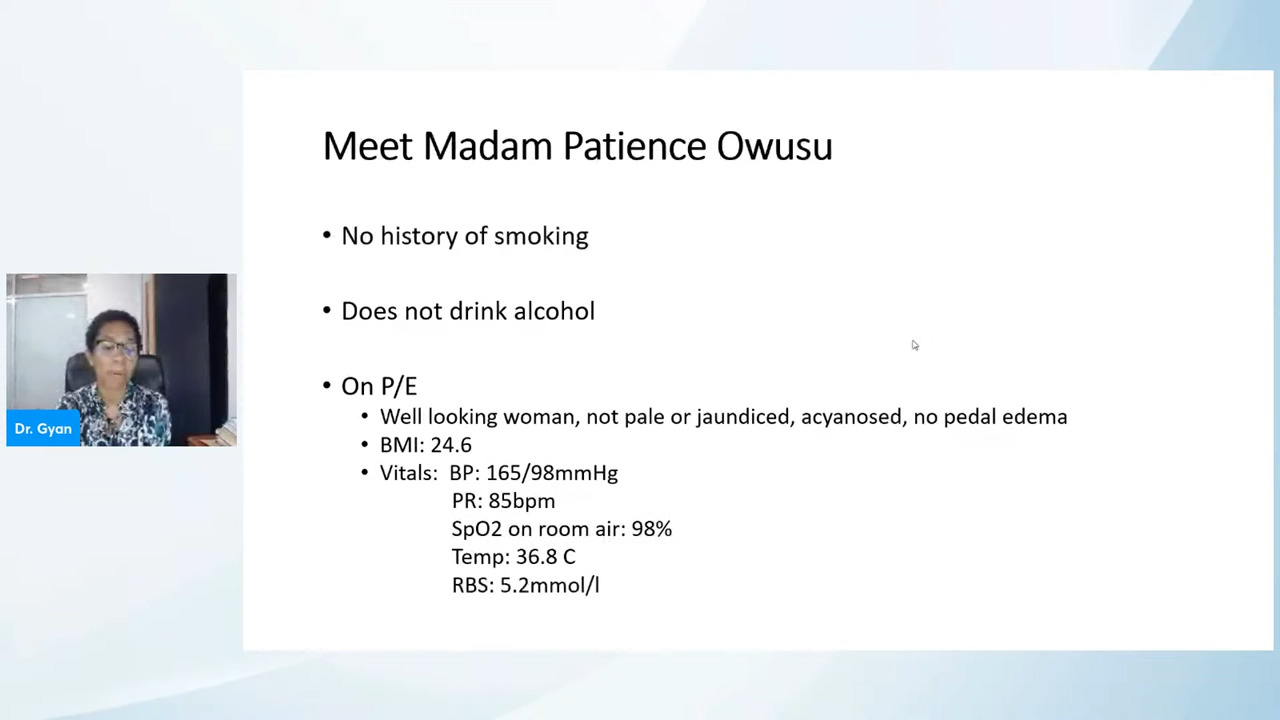 Meet Madam Patience Owusu
• No history of smoking
• Does not drink alcohol
• On P/E
• Well looking woman, not pale or jaundiced, acyanosed, no pedal edema
• BMI: 24.6
• Vitals: BP: 165/98mmHg
PR: 85bpm
SpO2 on room air: 98%
Temp: 36.8 C
RBS: 5.2mmol/l
Dr. Gyan